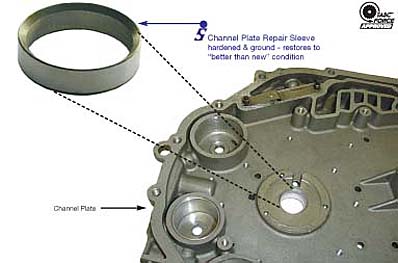 TASC
FORCE
APPROVED
S
Channel Plate Repair Sleeve
hardened & ground - restores to
"better than new" condition
Channel Plate